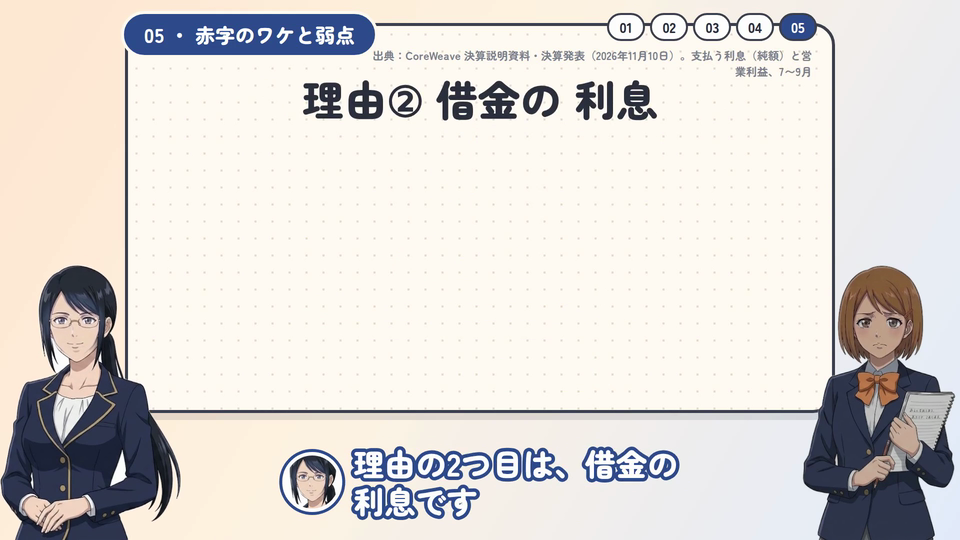 05 ・ 赤字のワケと弱点
01 02 03 04 05
出典：CoreWeave 決算説明資料・決算発表（2026年11月10日）。支払う利息（純額）と営
業利益、7〜9月
理由② 借金の 利息
理由の2つ目は、借金の
利息です